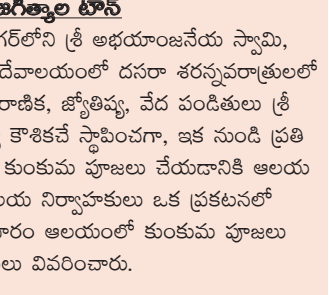 జగిత్యాల టౌన్
గర్‌లోని శ్రీ అభయాంజనేయ స్వామి,
దేవాలయంలో దసరా శరన్నవరాత్రులలో
రాణిక, జ్యోతిష్య, వేద పండితులు శ్రీ
కౌశికచే స్థాపించగా, ఇక నుండి ప్రతి
కుంకుమ పూజలు చేయడానికి ఆలయ
లయ నిర్వాహకులు ఒక ప్రకటనలో
ారం ఆలయంలో కుంకుమ పూజలు
లు వివరించారు.